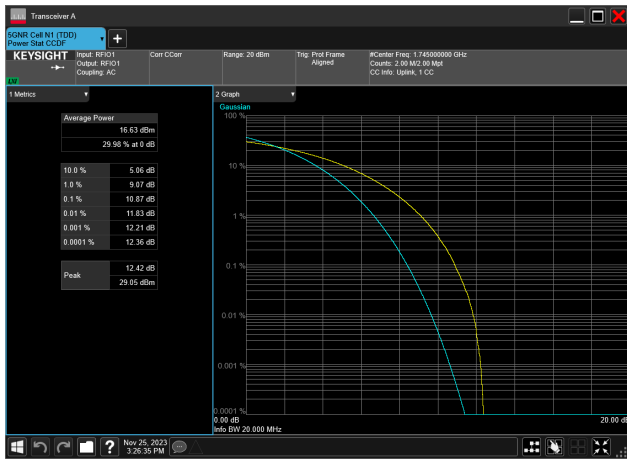 Transceiver A
5GNR Cell N1 (TDD)
Power Stat CCDF
KEYSIGHT
LXI
Input: RFIO1
Output: RFIO1
Coupling: AC
Corr CCorr
Range: 20 dBm
Trig: Prot Frame
Aligned
#Center Freq: 1.745000000 GHz
Counts: 2.00 M/2.00 Mpt
CC Info: Uplink, 1 CC
1 Metrics
Average Power
16.63 dBm
29.98 % at 0 dB
10.0 % 5.06 dB
1.0 % 9.07 dB
0.1 % 10.87 dB
0.01 % 11.83 dB
0.001 % 12.21 dB
0.0001 % 12.36 dB
Peak
12.42 dB
29.05 dBm
2 Graph
Gaussian
100 %
10 %
1 %
0.1 %
0.01 %
0.001 %
0.0001 %
0.00 dB
20.00 dB
Info BW 20.000 MHz
?
Nov 25, 2023
3:26:35 PM